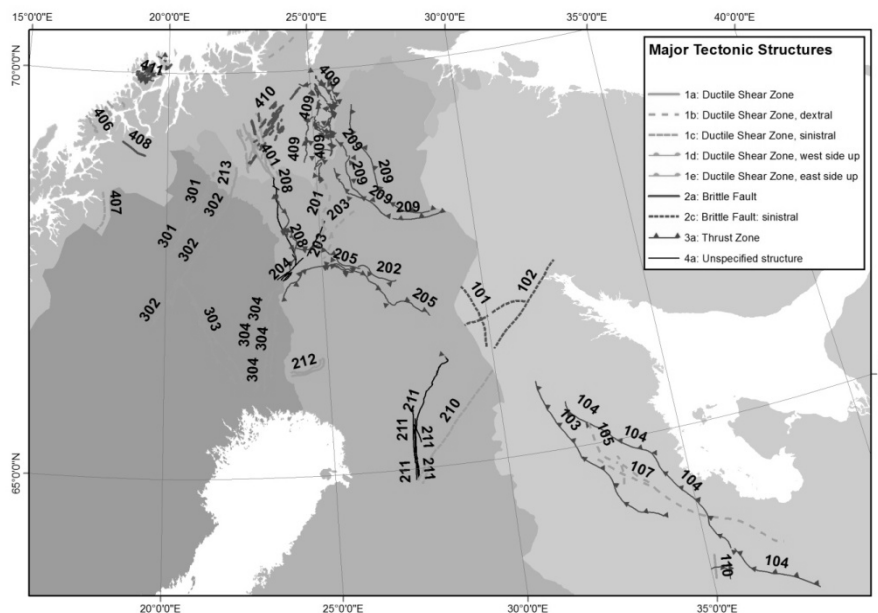 15°0'0"E
20°0'0"E
25°0'0"E
30°0'0"E
35°0'0"E
40°0'0"E
70°0'0"N
65°0'0"N
Major Tectonic Structures
1a: Ductile Shear Zone
1b: Ductile Shear Zone, dextral
1c: Ductile Shear Zone, sinistral
1d: Ductile Shear Zone, west side up
1e: Ductile Shear Zone, east side up
2a: Brittle Fault
2c: Brittle Fault: sinistral
3a: Thrust Zone
4a: Unspecified structure
411
409
410
406
408
409
409
409
401
209
209
209
209
209
213
208
301
302
407
201
203
301
302
208
203
204
205
202
205
101
102
302
303
304
304
304
304
304
212
211
211
211
211
211
210
103
104
104
105
107
104
104
110
20°0'0"E
25°0'0"E
30°0'0"E
35°0'0"E